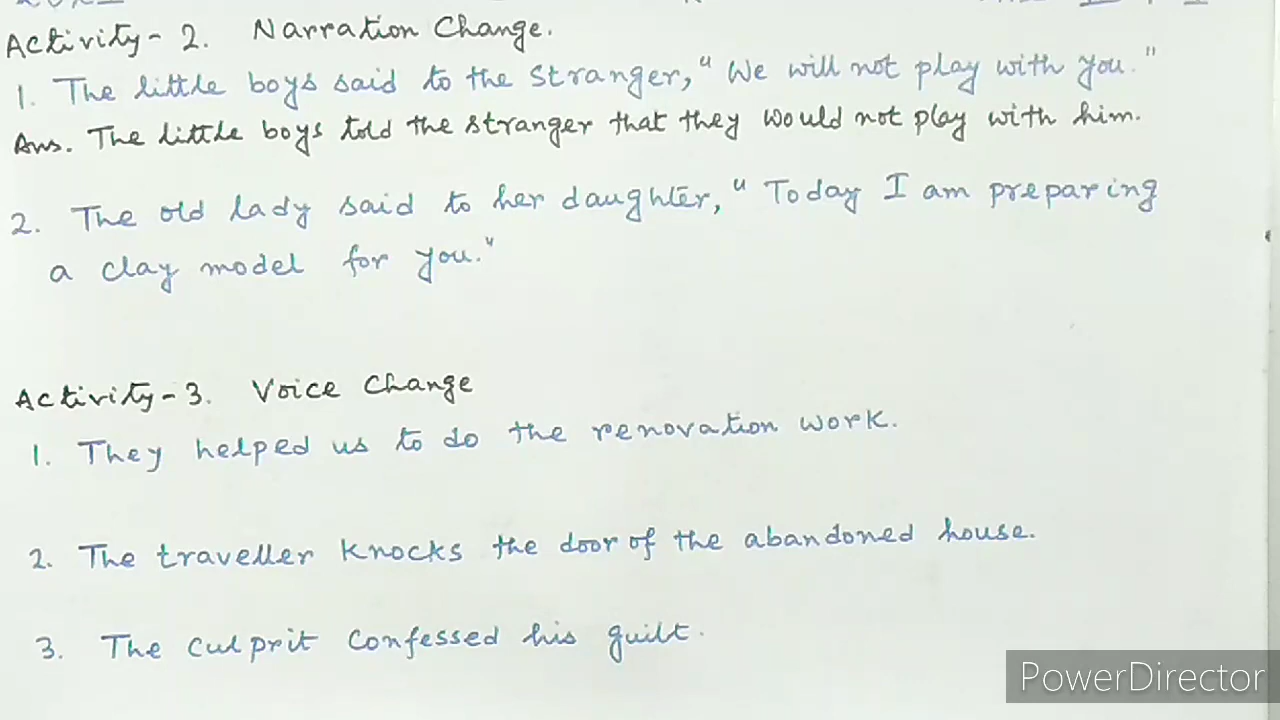 Activity- 2. Narration Change.
1. The little boys said to the stranger, "We will not play with you."
Ans. The little boys told the stranger that they would not play with him.
2. The old lady said to her daughter, "Today I am preparing
a clay model for you."
Activity-3. Voice Change
1. They helped us to do the renovation work.
2. The traveller knocks the door of the abandoned house.
3. The culprit confessed his guilt.
PowerDirector